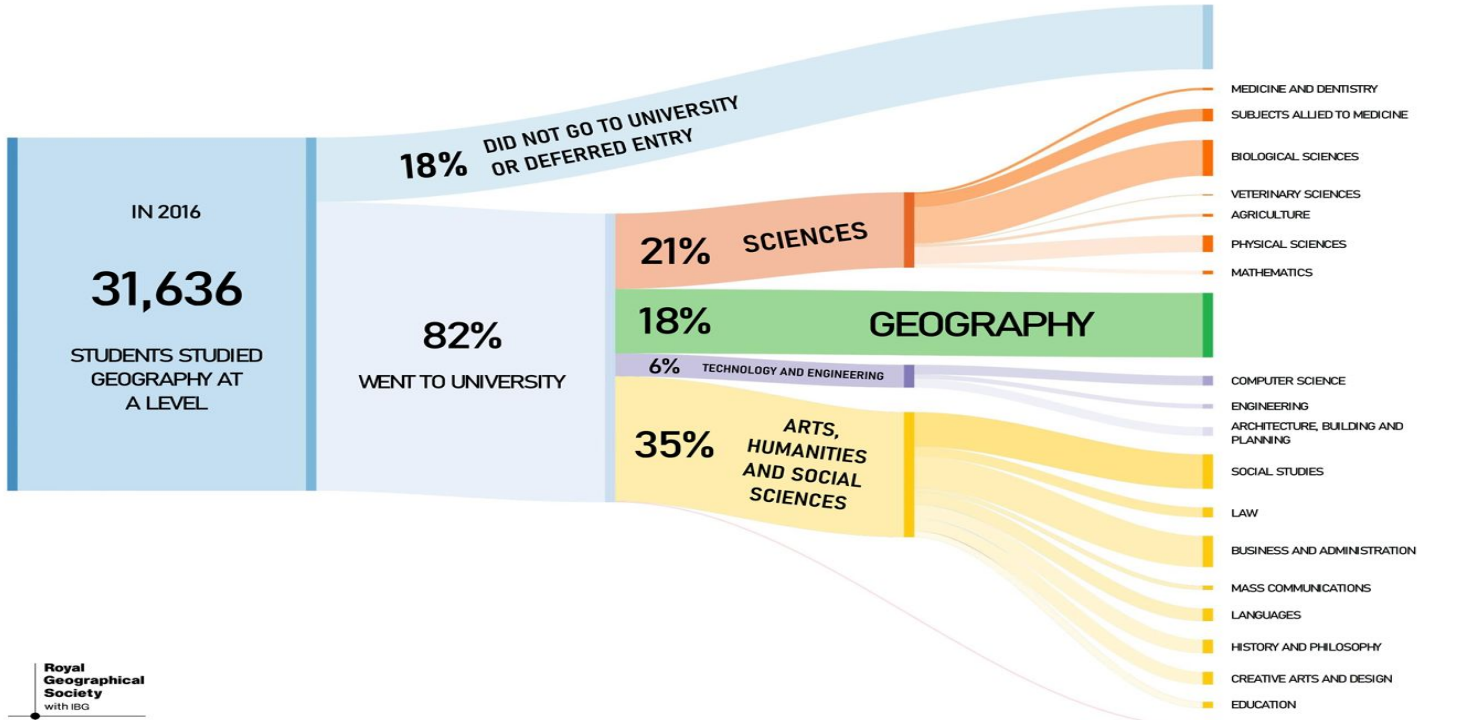 IN 2016
31,636
STUDENTS STUDIED
GEOGRAPHY AT
A LEVEL
18%
DID NOT GO TO UNIVERSITY
OR DEFERRED ENTRY
82%
WENT TO UNIVERSITY
21%
SCIENCES
18%
GEOGRAPHY
6%
TECHNOLOGY AND ENGINEERING
35%
ARTS,
HUMANITIES
AND SOCIAL
SCIENCES
MEDICINE AND DENTISTRY
SUBJECTS ALLIED TO MEDICINE
BIOLOGICAL SCIENCES
VETERINARY SCIENCES
AGRICULTURE
PHYSICAL SCIENCES
MATHEMATICS
COMPUTER SCIENCE
ENGINEERING
ARCHITECTURE, BUILDING AND
PLANNING
SOCIAL STUDIES
LAW
BUSINESS AND ADMINISTRATION
MASS COMMUNICATIONS
LANGUAGES
HISTORY AND PHILOSOPHY
CREATIVE ARTS AND DESIGN
EDUCATION
Royal
Geographical
Society
with IBG